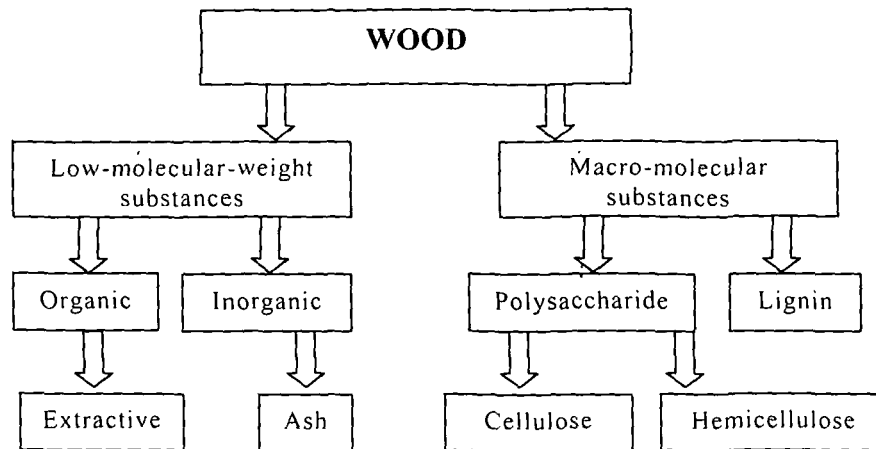 WOOD
Low-molecular-weight
substances
Macro-molecular
substances
Organic
Inorganic
Polysaccharide
Lignin
Extractive
Ash
Cellulose
Hemicellulose